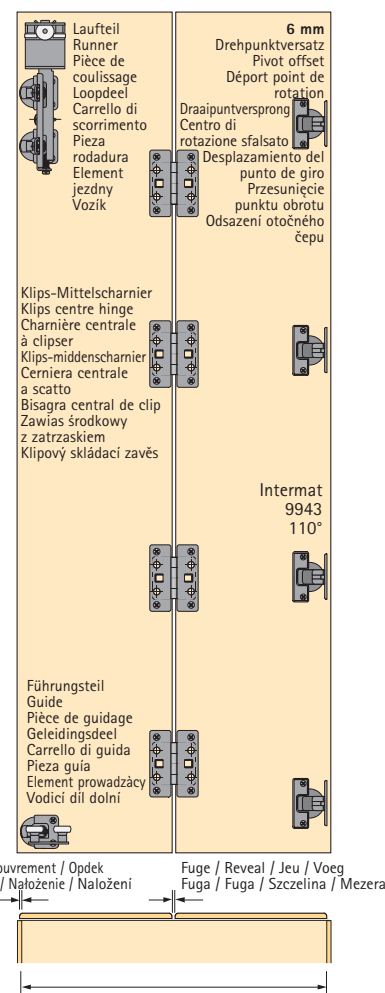 Laufteil
Runner
Pièce de
coulissage
Loopdeel
Carrello di
scorrimento
Pieza
rodadura
Element
jezdny
Vozík
6 mm
Drehpunktversatz
Pivot offset
Déport point de
rotation
Draaipuntversprong
Centro di
rotazione sfalsato
Desplazamiento del
punto de giro
Przesunięcie
punktu obrotu
Odsazení otočného
čepu
Klips-Mittelscharnier
Klips centre hinge
Charnière centrale
à clipser
Klips-middenscharnier
Cerniera centrale
a scatto
Bisagra central de clip
Zawias środkowy
z zatrzaskiem
Klipový skládací zavěs
Intermat
9943
110°
Führungsteil
Guide
Pièce de guidage
Geleidingsdeel
Carrello di guida
Pieza guía
Element prowadzàcy
Vodicí díl dolní
ouvrement / Opdek
/ Nałożenie / Naložení
Fuge / Reveal / Jeu / Voeg
Fuga / Fuga / Szczelina / Mezera